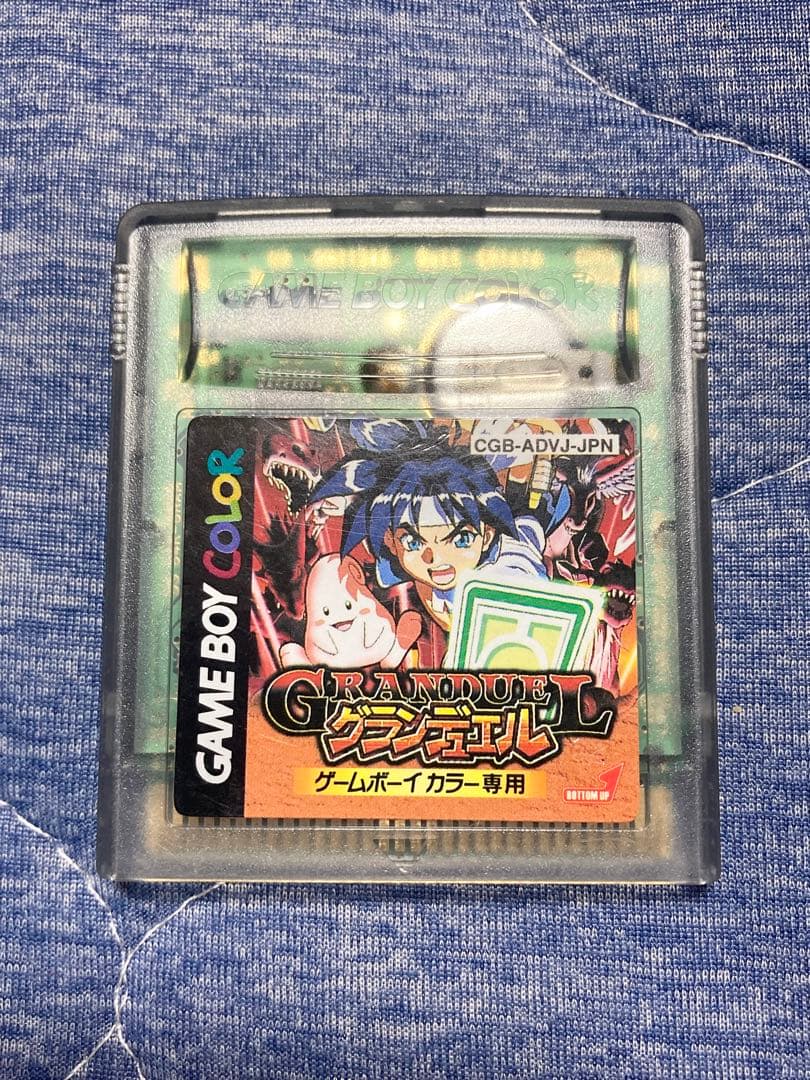 GAME BOY COLOR
CGB-ADVJ-JPN
GAME BOY COLOR
GRANDUEL
グランデュエル
ゲームボーイカラー専用
BOTTOM UP